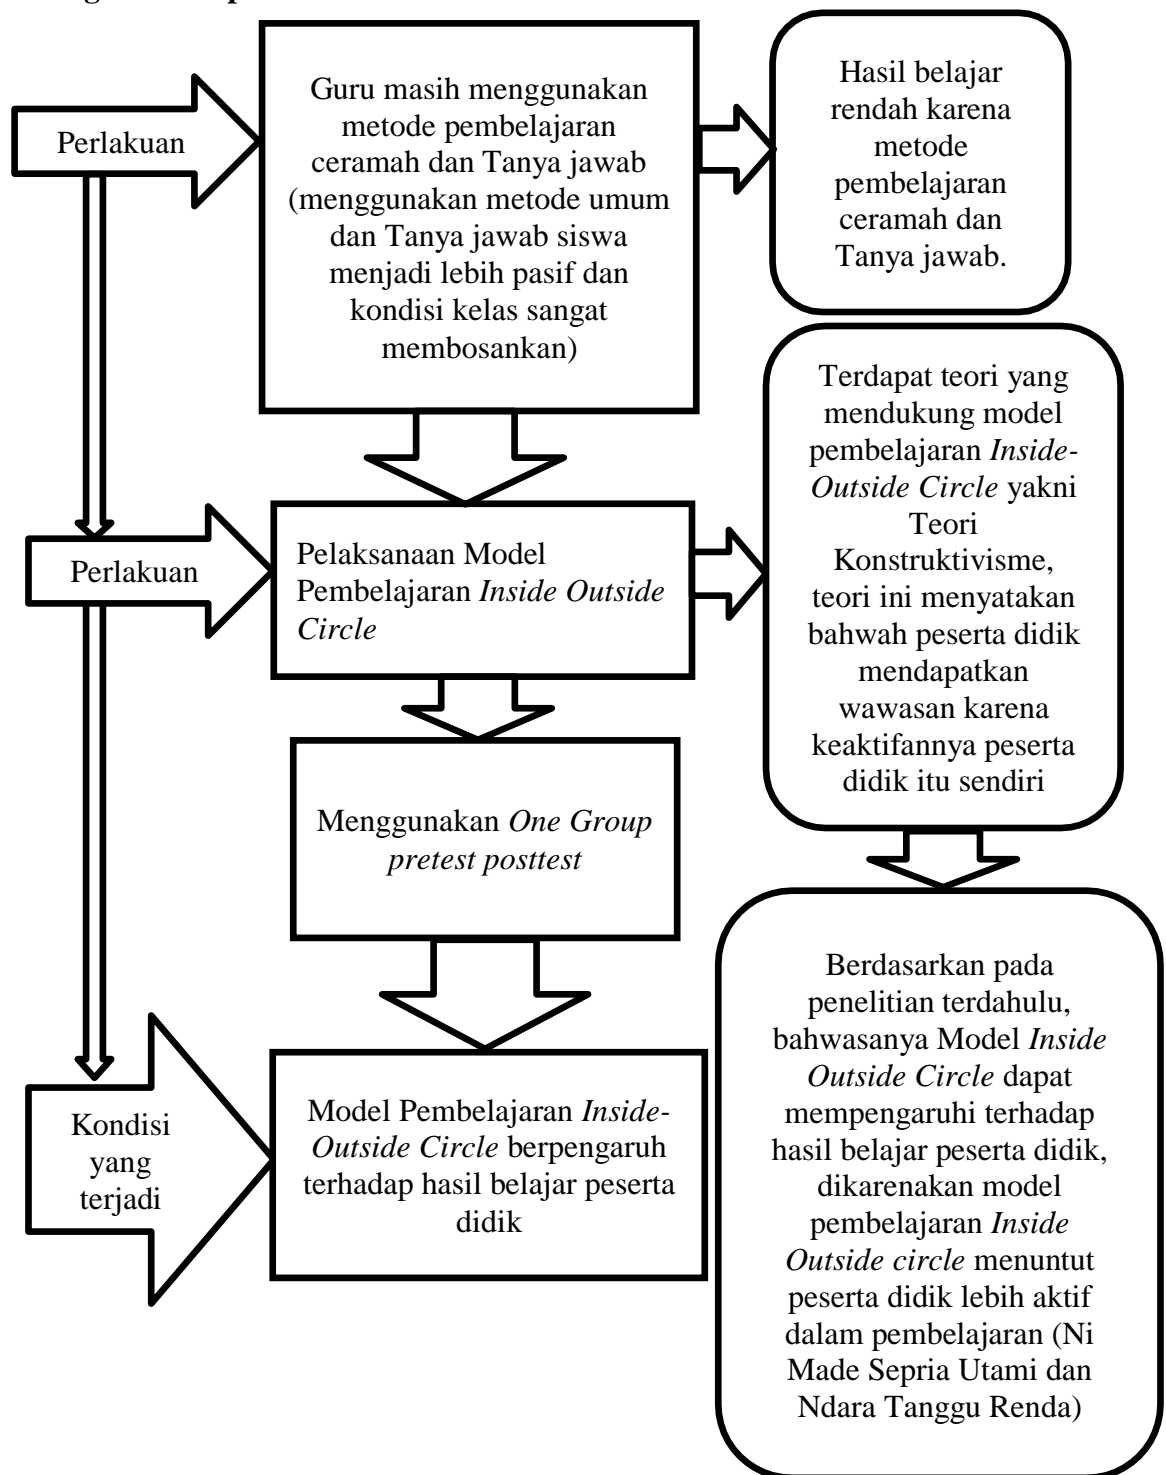 Perlakuan
Guru masih menggunakan
metode pembelajaran
ceramah dan Tanya jawab
(menggunakan metode umum
dan Tanya jawab siswa
menjadi lebih pasif dan
kondisi kelas sangat
membosankan)
Hasil belajar
rendah karena
metode
pembelajaran
ceramah dan
Tanya jawab.
Perlakuan
Pelaksanaan Model
Pembelajaran Inside Outside
Circle
Terdapat teori yang
mendukung model
pembelajaran Inside-
Outside Circle yakni
Teori
Konstruktivisme,
teori ini menyatakan
bahwah peserta didik
mendapatkan
wawasan karena
keaktifannya peserta
didik itu sendiri
Menggunakan One Group
pretest posttest
Kondisi
yang
terjadi
Model Pembelajaran Inside-
Outside Circle berpengaruh
terhadap hasil belajar peserta
didik
Berdasarkan pada
penelitian terdahulu,
bahwasanya Model Inside
Outside Circle dapat
mempengaruhi terhadap
hasil belajar peserta didik,
dikarenakan model
pembelajaran Inside
Outside circle menuntut
peserta didik lebih aktif
dalam pembelajaran (Ni
Made Sepria Utami dan
Ndara Tanggu Renda)